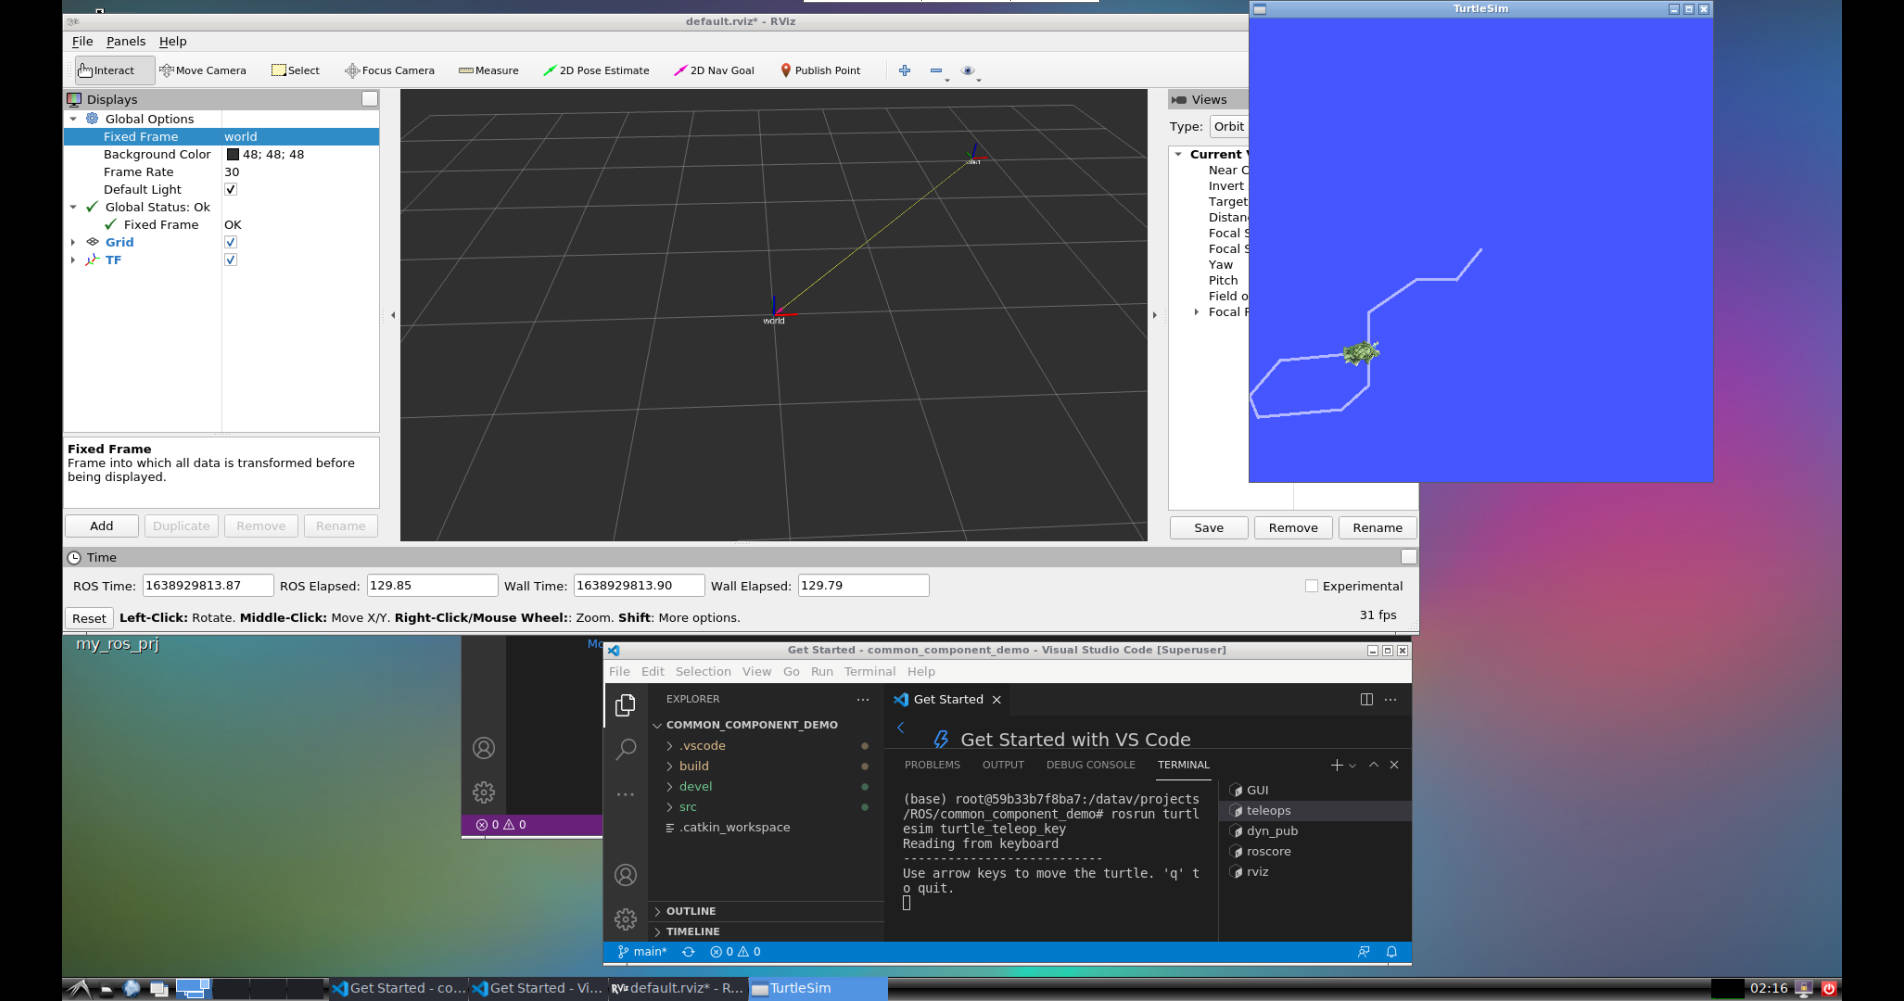 default.rviz* - RViz
File Panels Help
Interact Move Camera Select Focus Camera Measure 2D Pose Estimate 2D Nav Goal Publish Point
Displays
Global Options
Fixed Frame world
Background Color 48; 48; 48
Frame Rate 30
Default Light
Global Status: Ok
Fixed Frame OK
Grid
TF
Fixed Frame
Frame into which all data is transformed before
being displayed.
Add Duplicate Remove Rename
world
Views
Type: Orbit
Current V
Near C
Invert
Target
Distanc
Focal S
Focal S
Yaw
Pitch
Field o
Focal F
Save Remove Rename
TurtleSim
Time
ROS Time: 1638929813.87 ROS Elapsed: 129.85 Wall Time: 1638929813.90 Wall Elapsed: 129.79 Experimental
Reset Left-Click: Rotate. Middle-Click: Move X/Y. Right-Click/Mouse Wheel:: Zoom. Shift: More options. 31 fps
my_ros_prj
Mo
0 0
Get Started - common_component_demo - Visual Studio Code [Superuser]
File Edit Selection View Go Run Terminal Help
EXPLORER
COMMON_COMPONENT_DEMO
.vscode
build
devel
src
.catkin_workspace
OUTLINE
TIMELINE
Get Started
Get Started with VS Code
PROBLEMS OUTPUT DEBUG CONSOLE TERMINAL
(base) root@59b33b7f8ba7:/datav/projects
/ROS/common_component_demo# rosrun turtl
esim turtle_teleop_key
Reading from keyboard
---------------------------
Use arrow keys to move the turtle. 'q' t
o quit.
GUI
teleops
dyn_pub
roscore
rviz
main* 0 0
Get Started - co... Get Started - Vi... RViz default.rviz* - R... TurtleSim 02:16